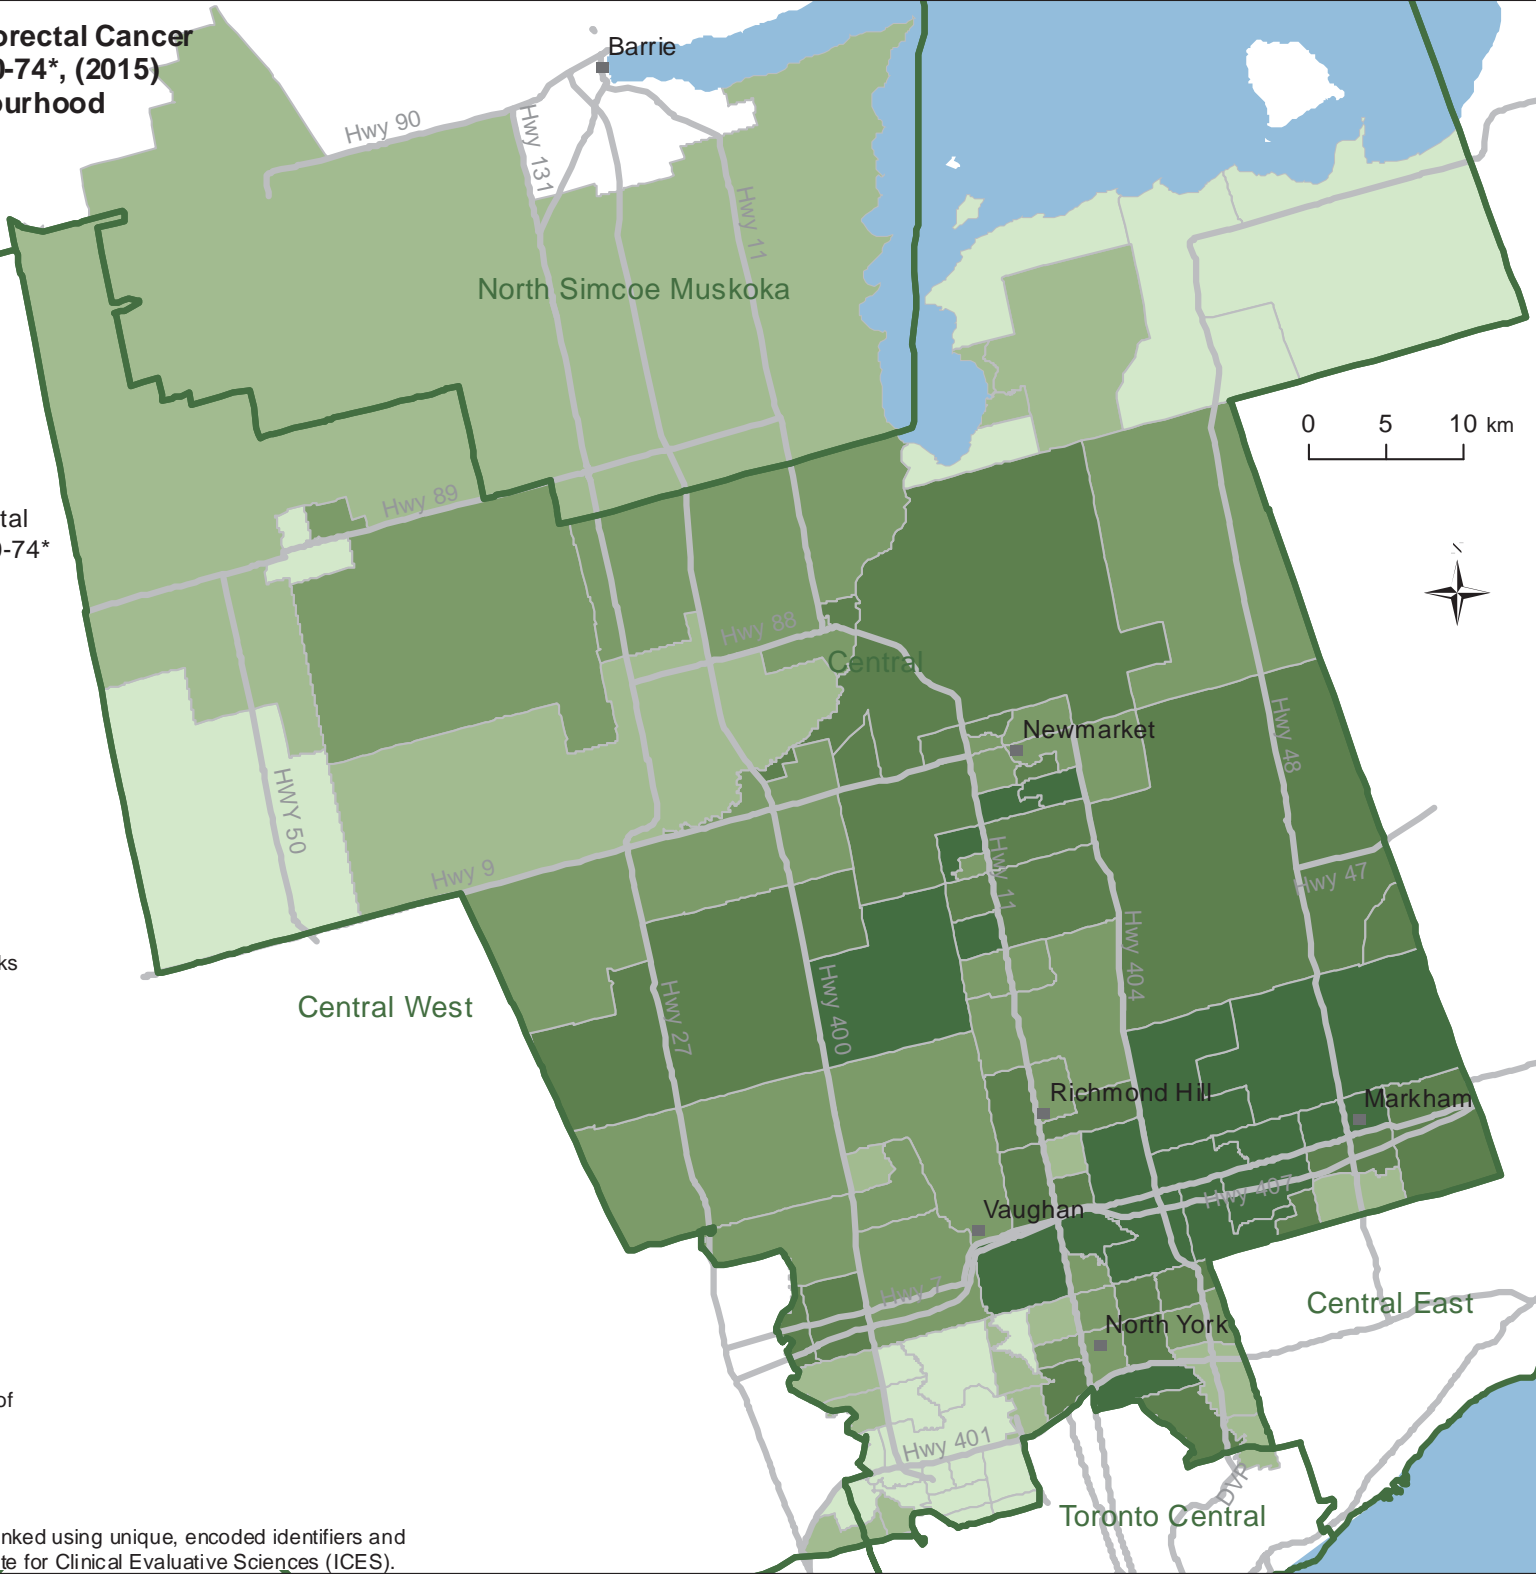 orectal Cancer
0-74*, (2015)
ourhood
Barrie
Hwy 90
Hwy 131
Hwy 11
North Simcoe Muskoka
0 5 10 km
Hwy 89
tal
0-74*
N
Hwy 88
Central
Newmarket
Hwy 48
HWY 50
Hwy 9
Hwy 11
Hwy 47
Hwy 404
ks
Central West
Hwy 27
Hwy 400
Richmond Hill
Markham
Hwy 407
Vaughan
Hwy 7
Central East
North York
of
Hwy 401
DVP
Toronto Central
nked using unique, encoded identifiers and
te for Clinical Evaluative Sciences (ICES).